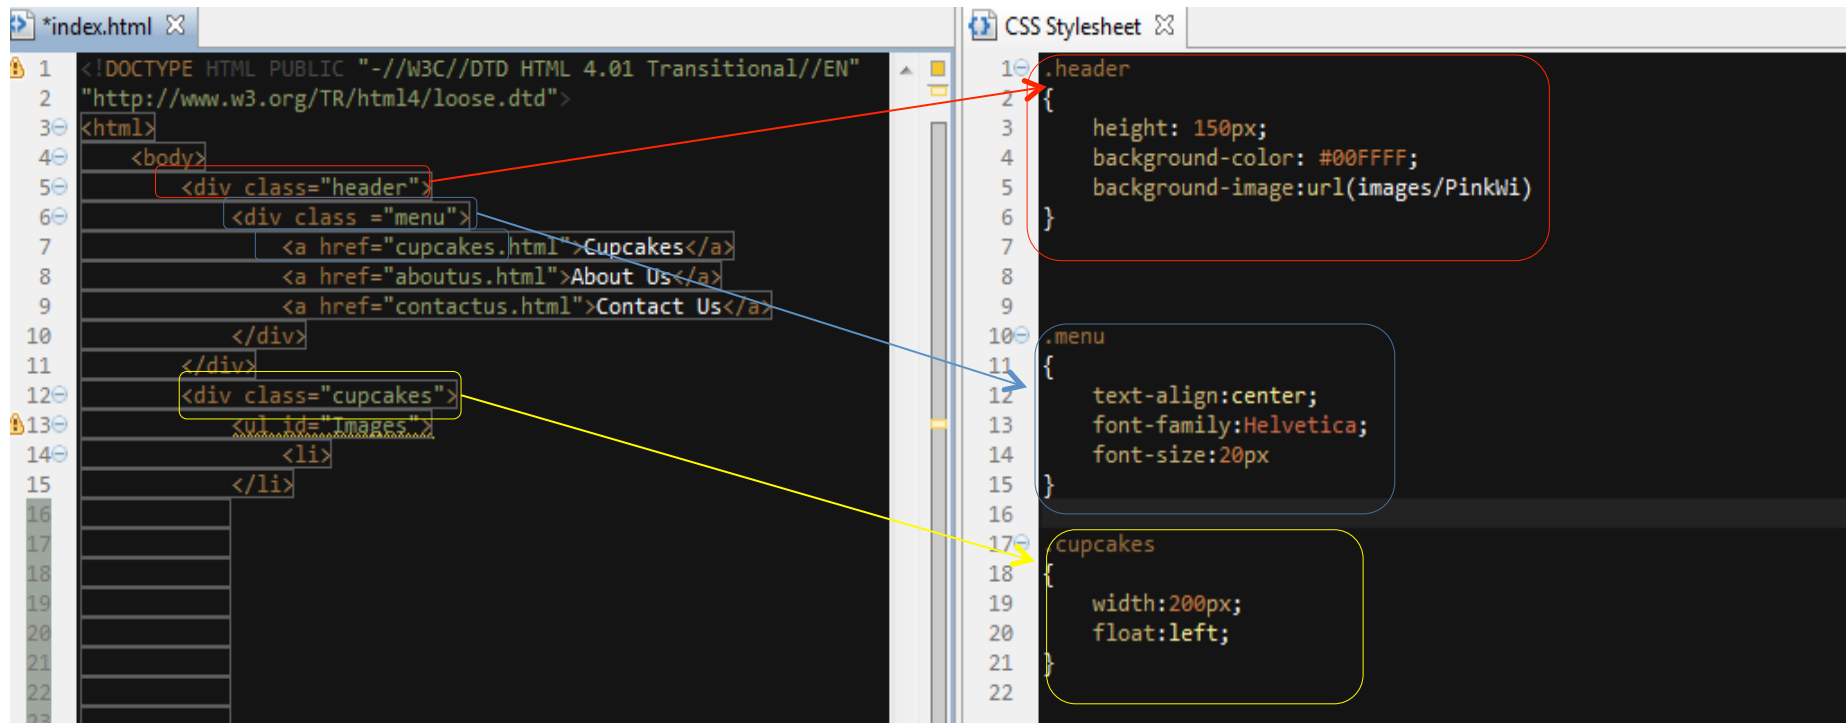 *index.html
1 <!DOCTYPE HTML PUBLIC "-//W3C//DTD HTML 4.01 Transitional//EN"
2 "http://www.w3.org/TR/html4/loose.dtd">
3 <html>
4 <body>
5 <div class="header">
6 <div class ="menu">
7 <a href="cupcakes.html">Cupcakes</a>
8 <a href="aboutus.html">About Us</a>
9 <a href="contactus.html">Contact Us</a>
10 </div>
11 </div>
12 <div class="cupcakes">
13 <ul id="Images">
14 <li>
15 </li>
16
17
18
19
20
21
22
23
CSS Stylesheet
1 .header
2 {
3 height: 150px;
4 background-color: #00FFFF;
5 background-image:url(images/PinkWi)
6 }
7
8
9
10 .menu
11 {
12 text-align:center;
13 font-family:Helvetica;
14 font-size:20px
15 }
16
17 .cupcakes
18 {
19 width:200px;
20 float:left;
21 }
22